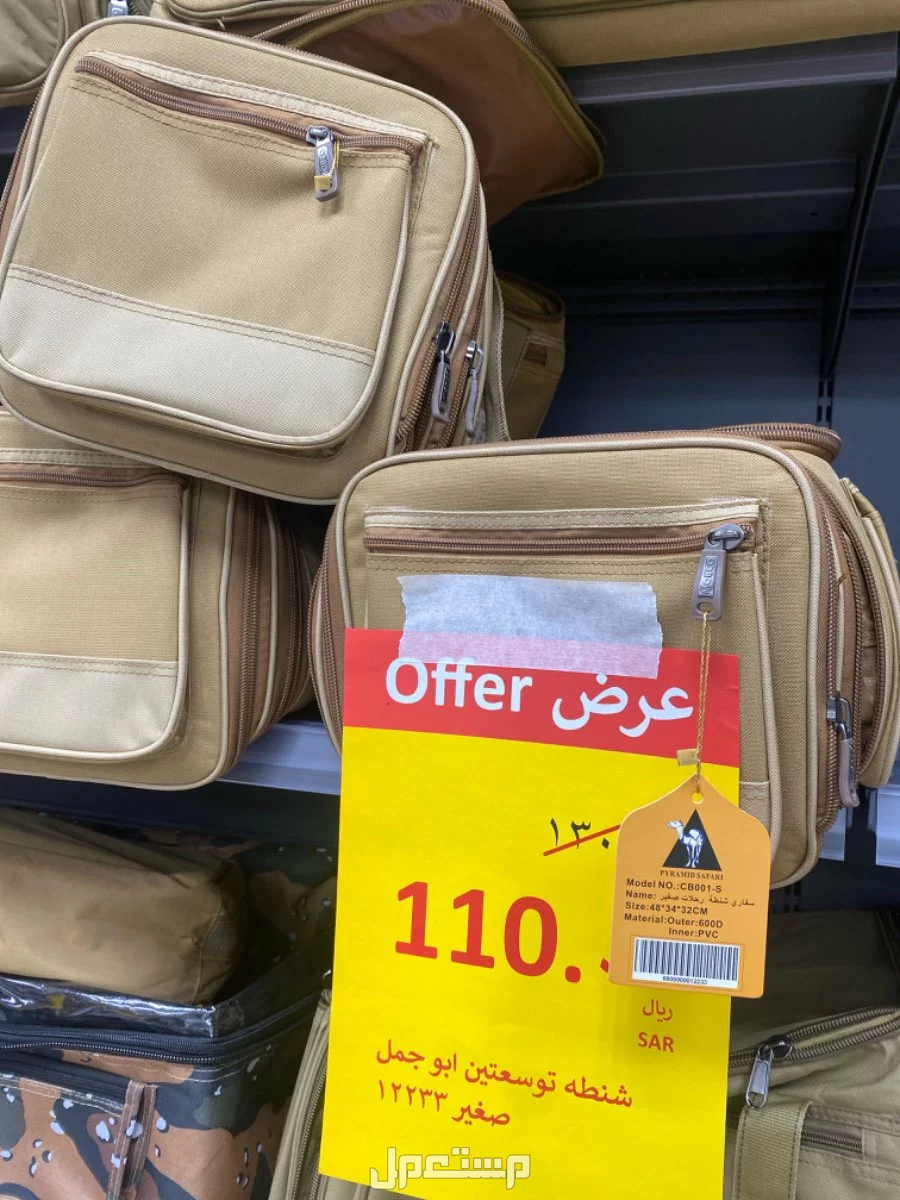 عرض Offer
١٣٠
110.
ريال
SAR
شنطه توسعتين ابو جمل
صغير ١٢٢٣٣
PYRAMID SAFARI
Model NO.:CB001-S
Name: سفاري شنطة رحلات صغير
Size:48*34*32CM
Material:Outer:600D
Inner:PVC
6900000012233
مستعمل